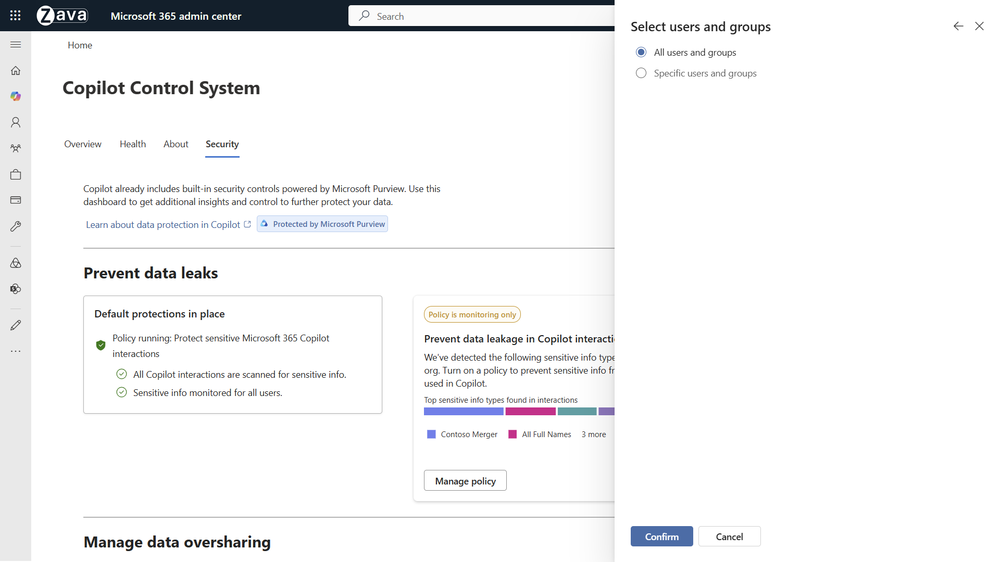 Zava
Microsoft 365 admin center
Search
Home
Copilot Control System
Overview
Health
About
Security
Copilot already includes built-in security controls powered by Microsoft Purview. Use this
dashboard to get additional insights and control to further protect your data.
Learn about data protection in Copilot
Protected by Microsoft Purview
Prevent data leaks
Default protections in place
Policy running: Protect sensitive Microsoft 365 Copilot
interactions
All Copilot interactions are scanned for sensitive info.
Sensitive info monitored for all users.
Policy is monitoring only
Prevent data leakage in Copilot interacti
We've detected the following sensitive info type
org. Turn on a policy to prevent sensitive info fr
used in Copilot.
Top sensitive info types found in interactions
Contoso Merger
All Full Names
3 more
Manage policy
Manage data oversharing
Select users and groups
All users and groups
Specific users and groups
Confirm
Cancel